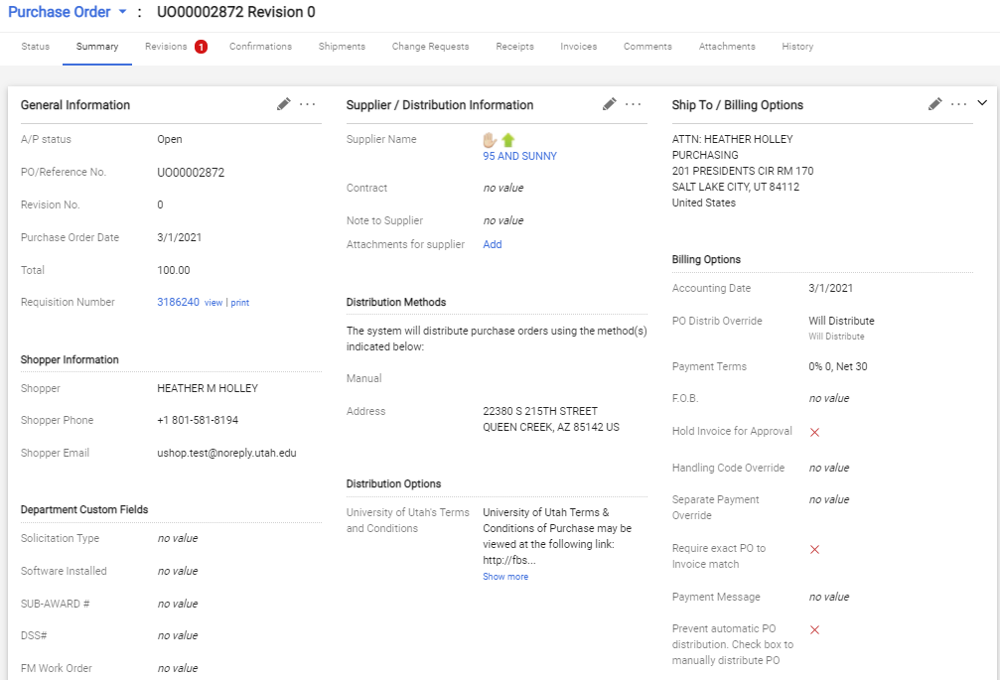 Purchase Order : UO00002872 Revision 0
Status Summary Revisions 1 Confirmations Shipments Change Requests Receipts Invoices Comments Attachments History
General Information
A/P status Open
PO/Reference No. UO00002872
Revision No. 0
Purchase Order Date 3/1/2021
Total 100.00
Requisition Number 3186240 view | print
Shopper Information
Shopper HEATHER M HOLLEY
Shopper Phone +1 801-581-8194
Shopper Email ushop.test@noreply.utah.edu
Department Custom Fields
Solicitation Type no value
Software Installed no value
SUB-AWARD # no value
DSS# no value
FM Work Order no value
Supplier / Distribution Information
Supplier Name
95 AND SUNNY
Contract no value
Note to Supplier no value
Attachments for supplier Add
Distribution Methods
The system will distribute purchase orders using the method(s)
indicated below:
Manual
Address 22380 S 215TH STREET
QUEEN CREEK, AZ 85142 US
Distribution Options
University of Utah's Terms University of Utah Terms &
and Conditions Conditions of Purchase may be
viewed at the following link:
http://fbs...
Show more
Ship To / Billing Options
ATTN: HEATHER HOLLEY
PURCHASING
201 PRESIDENTS CIR RM 170
SALT LAKE CITY, UT 84112
United States
Billing Options
Accounting Date 3/1/2021
PO Distrib Override Will Distribute
Will Distribute
Payment Terms 0% 0, Net 30
F.O.B. no value
Hold Invoice for Approval
Handling Code Override no value
Separate Payment no value
Override
Require exact PO to
Invoice match
Payment Message no value
Prevent automatic PO
distribution. Check box to
manually distribute PO